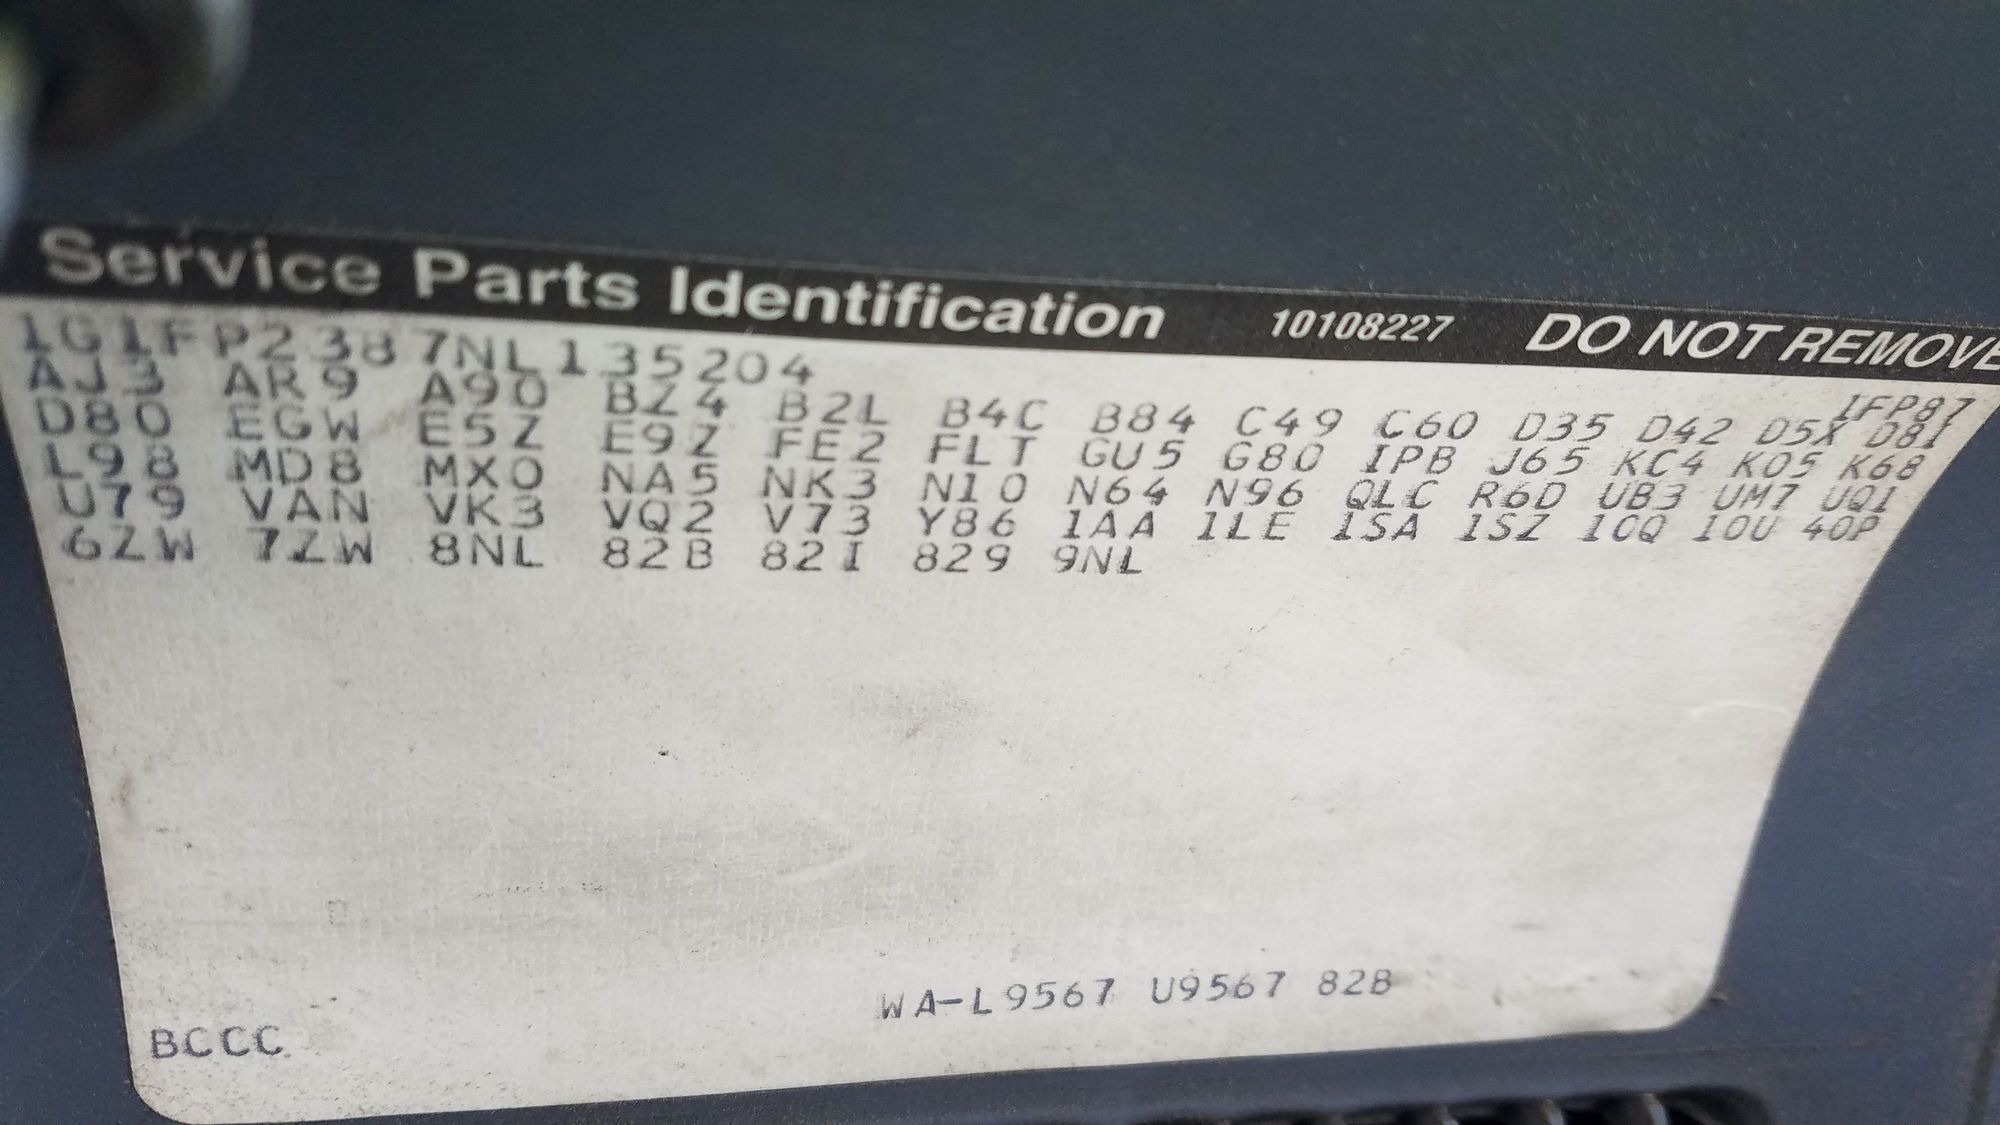 Service Parts Identification 10108227 DO NOT REMOVE
1G1FP2387NL135204 1FP87
AJ3 AR9 A90 BZ4 B2L B4C B84 C49 C60 D35 D42 D5X D8I
D80 EGW E5Z E9Z FE2 FLT GU5 G80 IPB J65 KC4 K05 K68
L98 MD8 MX0 NA5 NK3 N10 N64 N96 QLC R6D UB3 UM7 UQI
U79 VAN VK3 VQ2 V73 Y86 1AA 1LE 1SA 1SZ 1CQ 10U 40P
6ZW 7ZW 8NL 82B 82I 829 9NL
WA-L9567 U9567 82B
BCCC